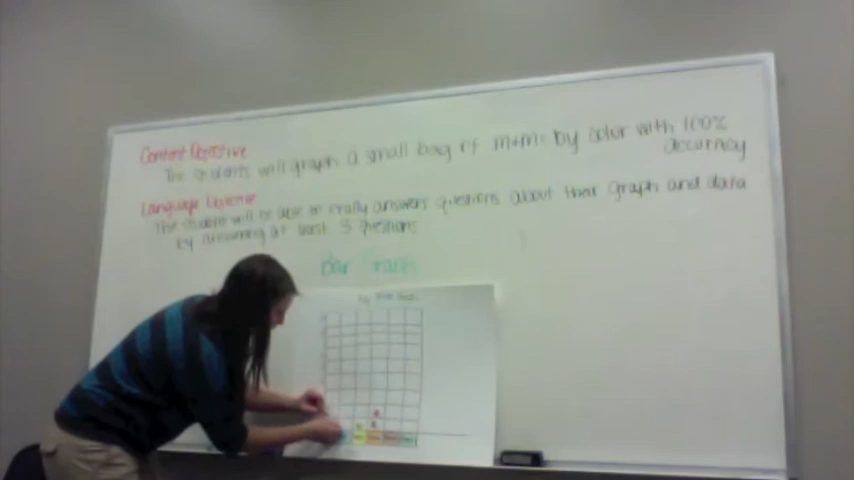 Content Objective
The students will graph a small bag of m+m's by color with 100%
accuracy
Language Objective
The students will be able to orally answers questions about their graph and data
by answering at least 3 questions
Bar Graph